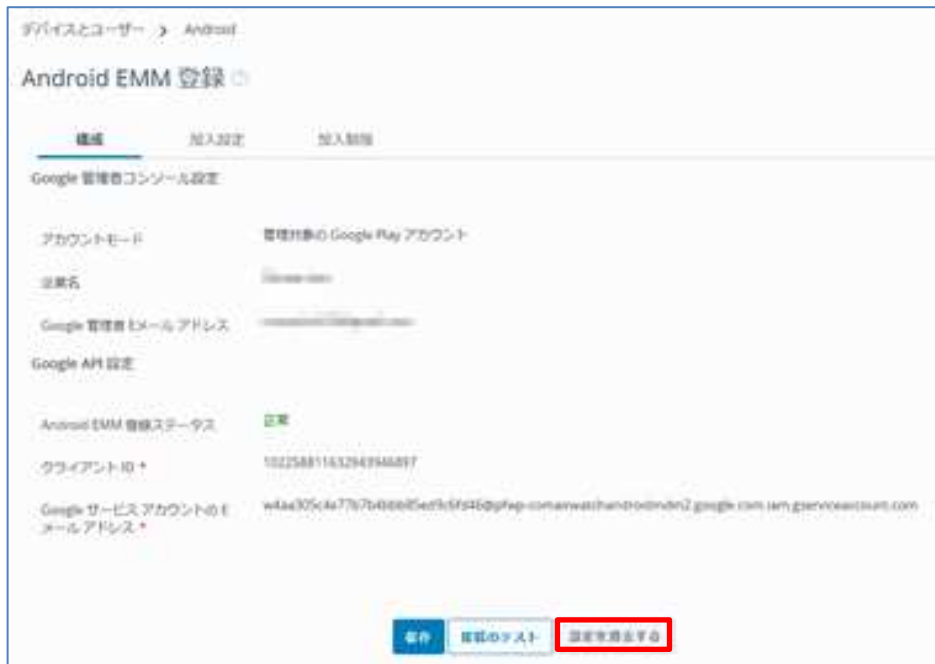 デバイスとユーザー > Android
Android EMM 登録
構成 加入設定 加入制限
Google 管理者コンソール設定
アカウントモード 管理対象の Google Play アカウント
企業名
Google 管理者 Eメール アドレス
Google API 設定
Android EMM 登録ステータス 正常
クライアント ID *
Google サービス アカウントの E
メール アドレス *
保存 接続のテスト 設定を消去する